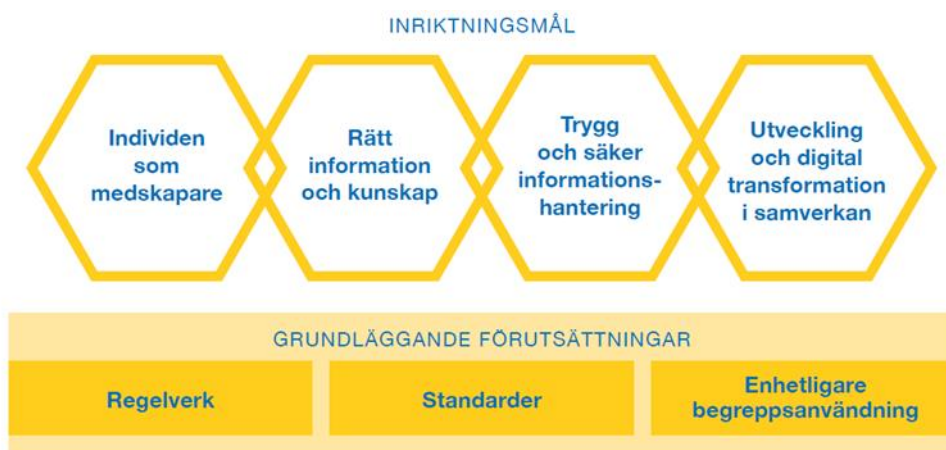 INRIKTNINGSMÅL
Individen
som
medskapare
Rätt
information
och kunskap
Trygg
och säker
informations-
hantering
Utveckling
och digital
transformation
i samverkan
GRUNDLÄGGANDE FÖRUTSÄTTNINGAR
Regelverk
Standarder
Enhetligare
begreppsanvändning